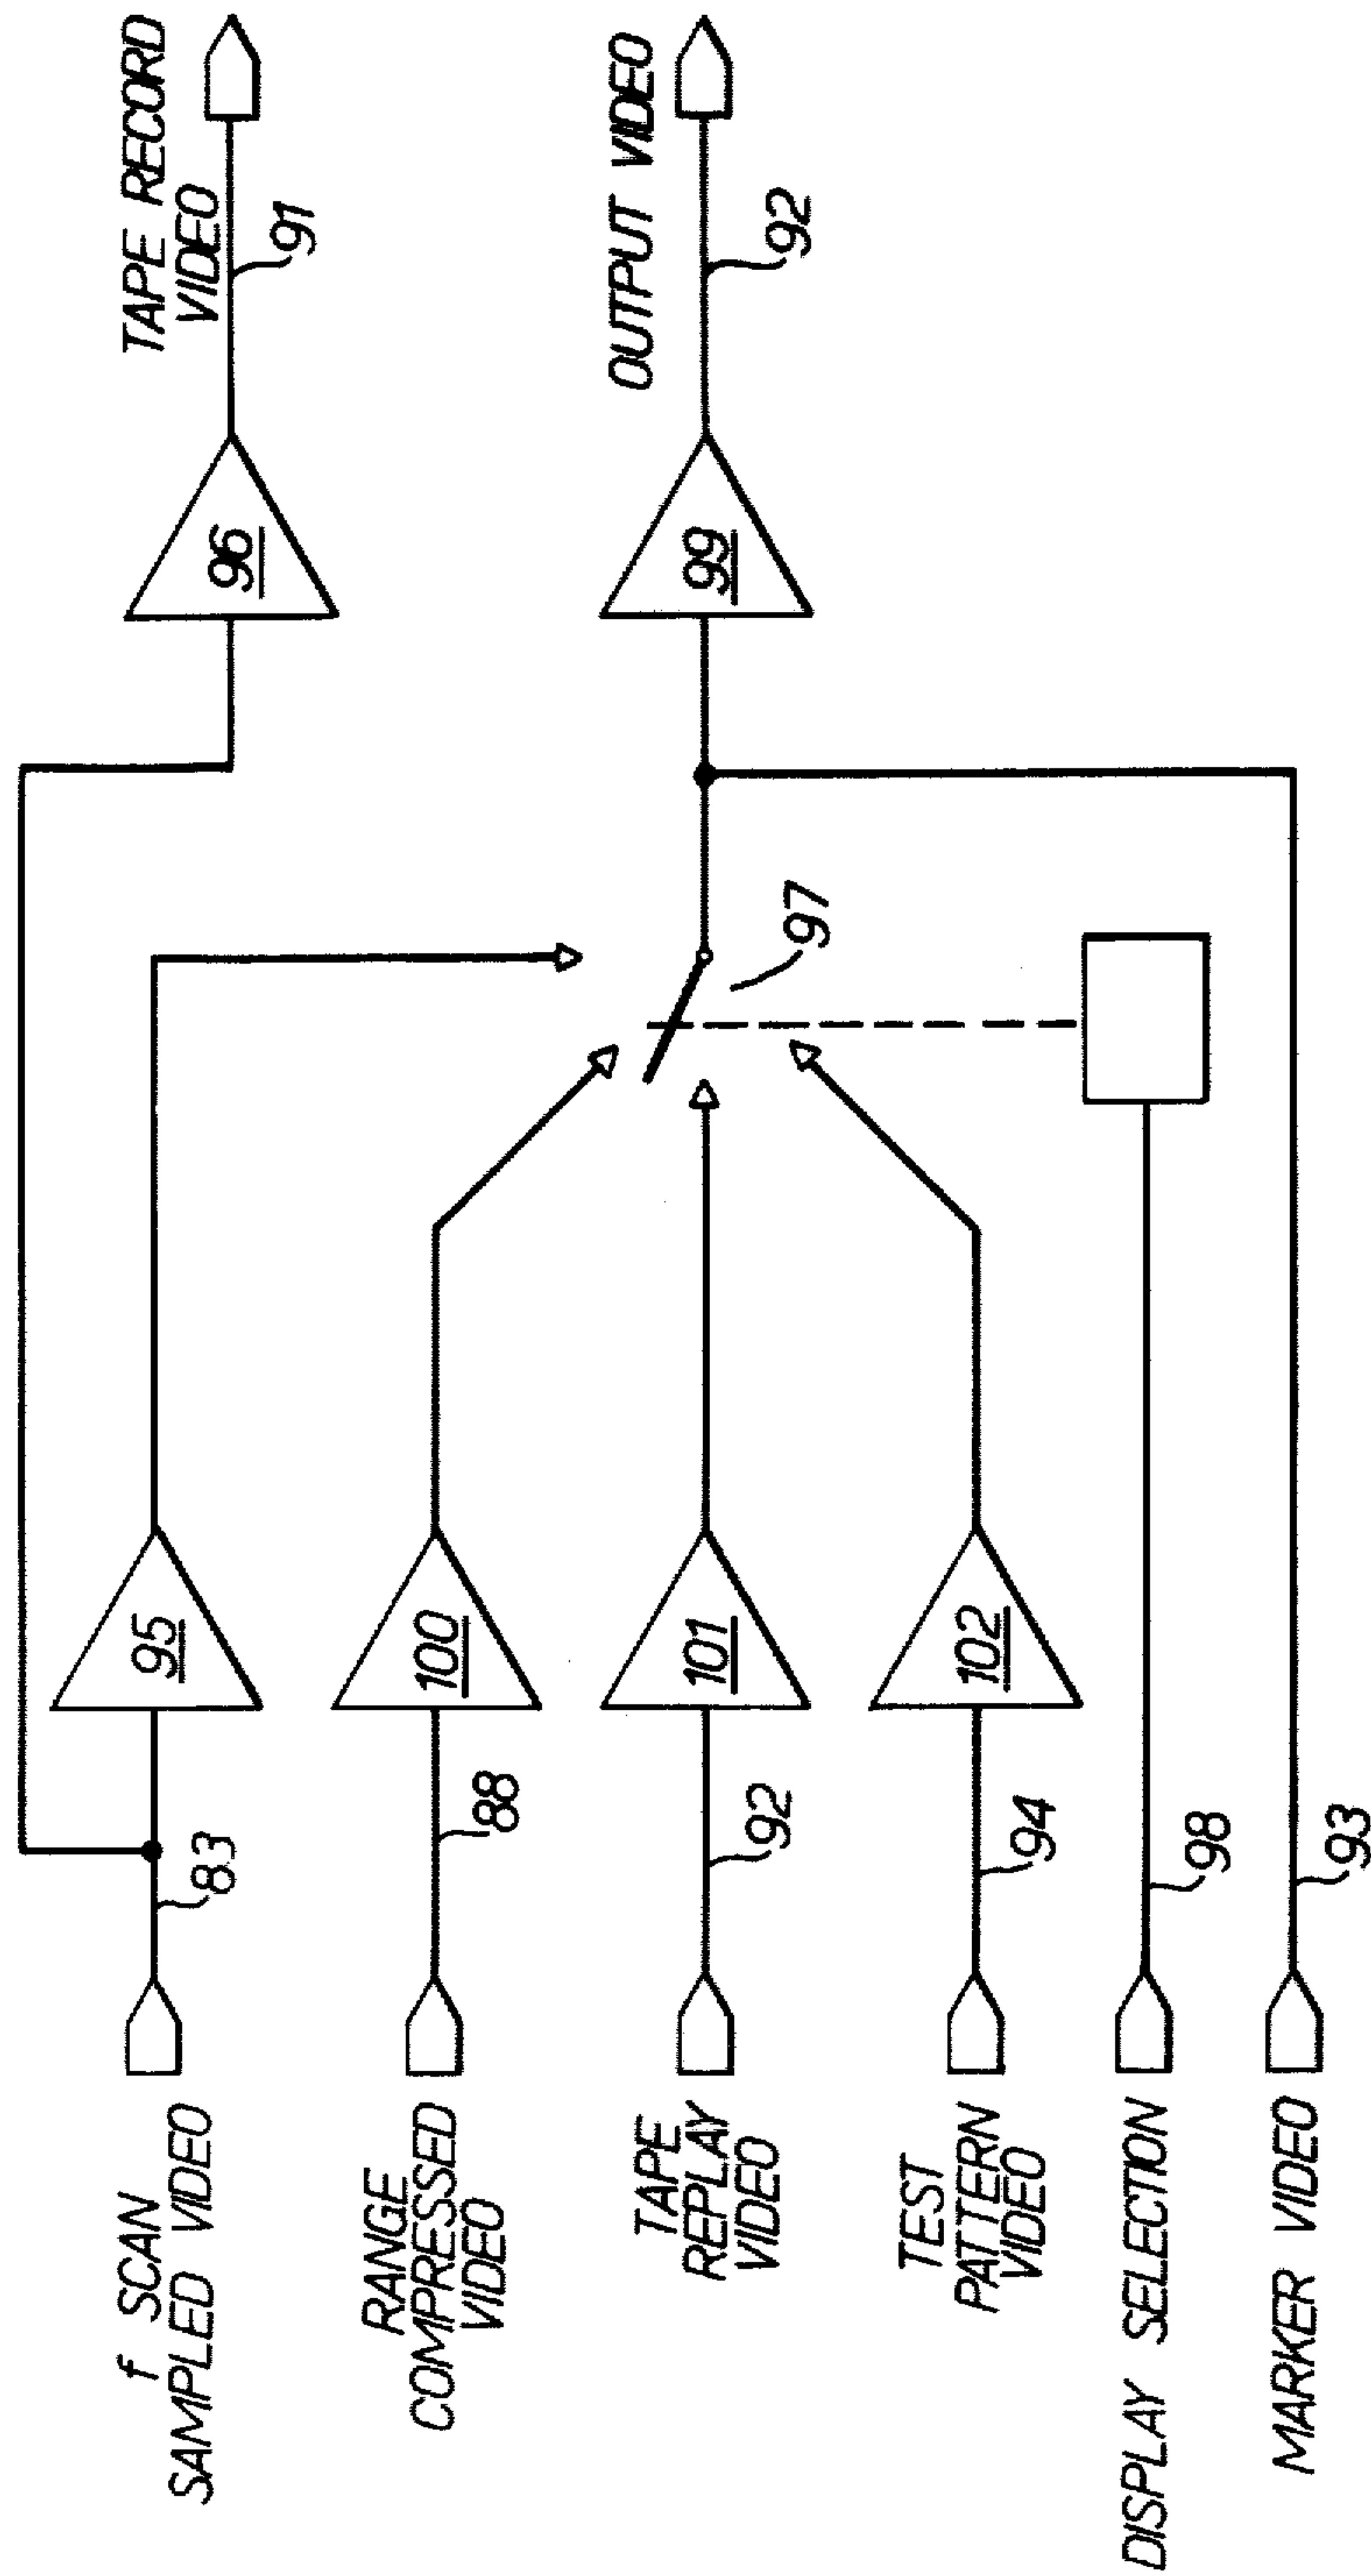 f SCAN
SAMPLED VIDEO
83
95
RANGE
COMPRESSED
VIDEO
88
100
TAPE
REPLAY
VIDEO
92
101
TEST
PATTERN
VIDEO
94
102
DISPLAY SELECTION
98
MARKER VIDEO
93
97
96
TAPE RECORD
VIDEO
91
99
OUTPUT VIDEO
92